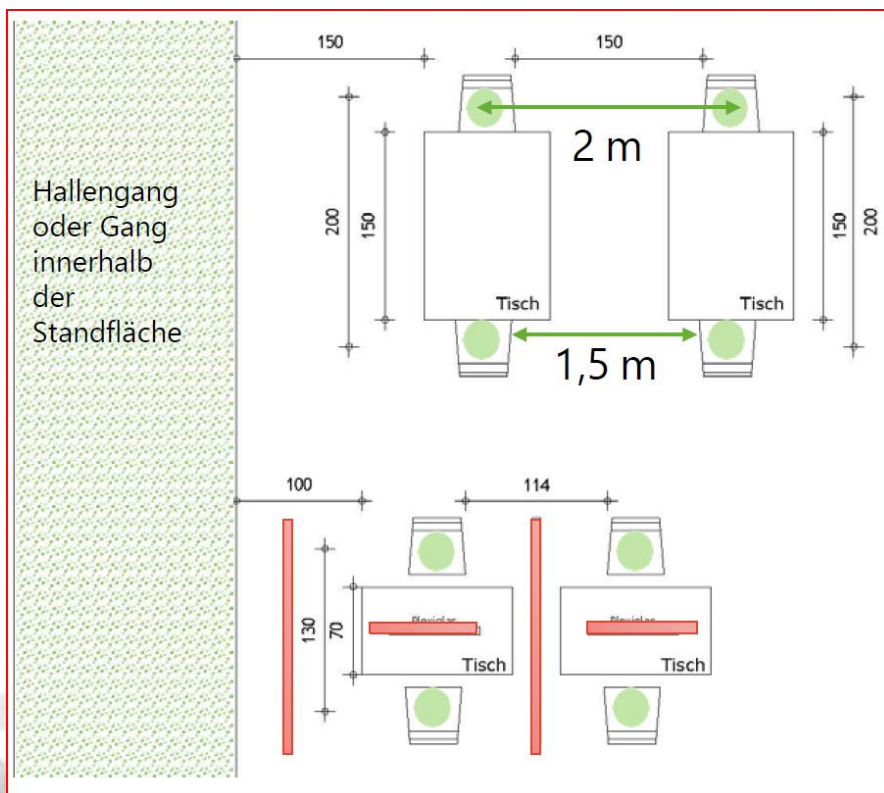 150
150
2 m
200
150
150
200
Hallengang
oder Gang
innerhalb
der
Standfläche
Tisch
Tisch
1,5 m
100
114
130
70
Tisch
Tisch